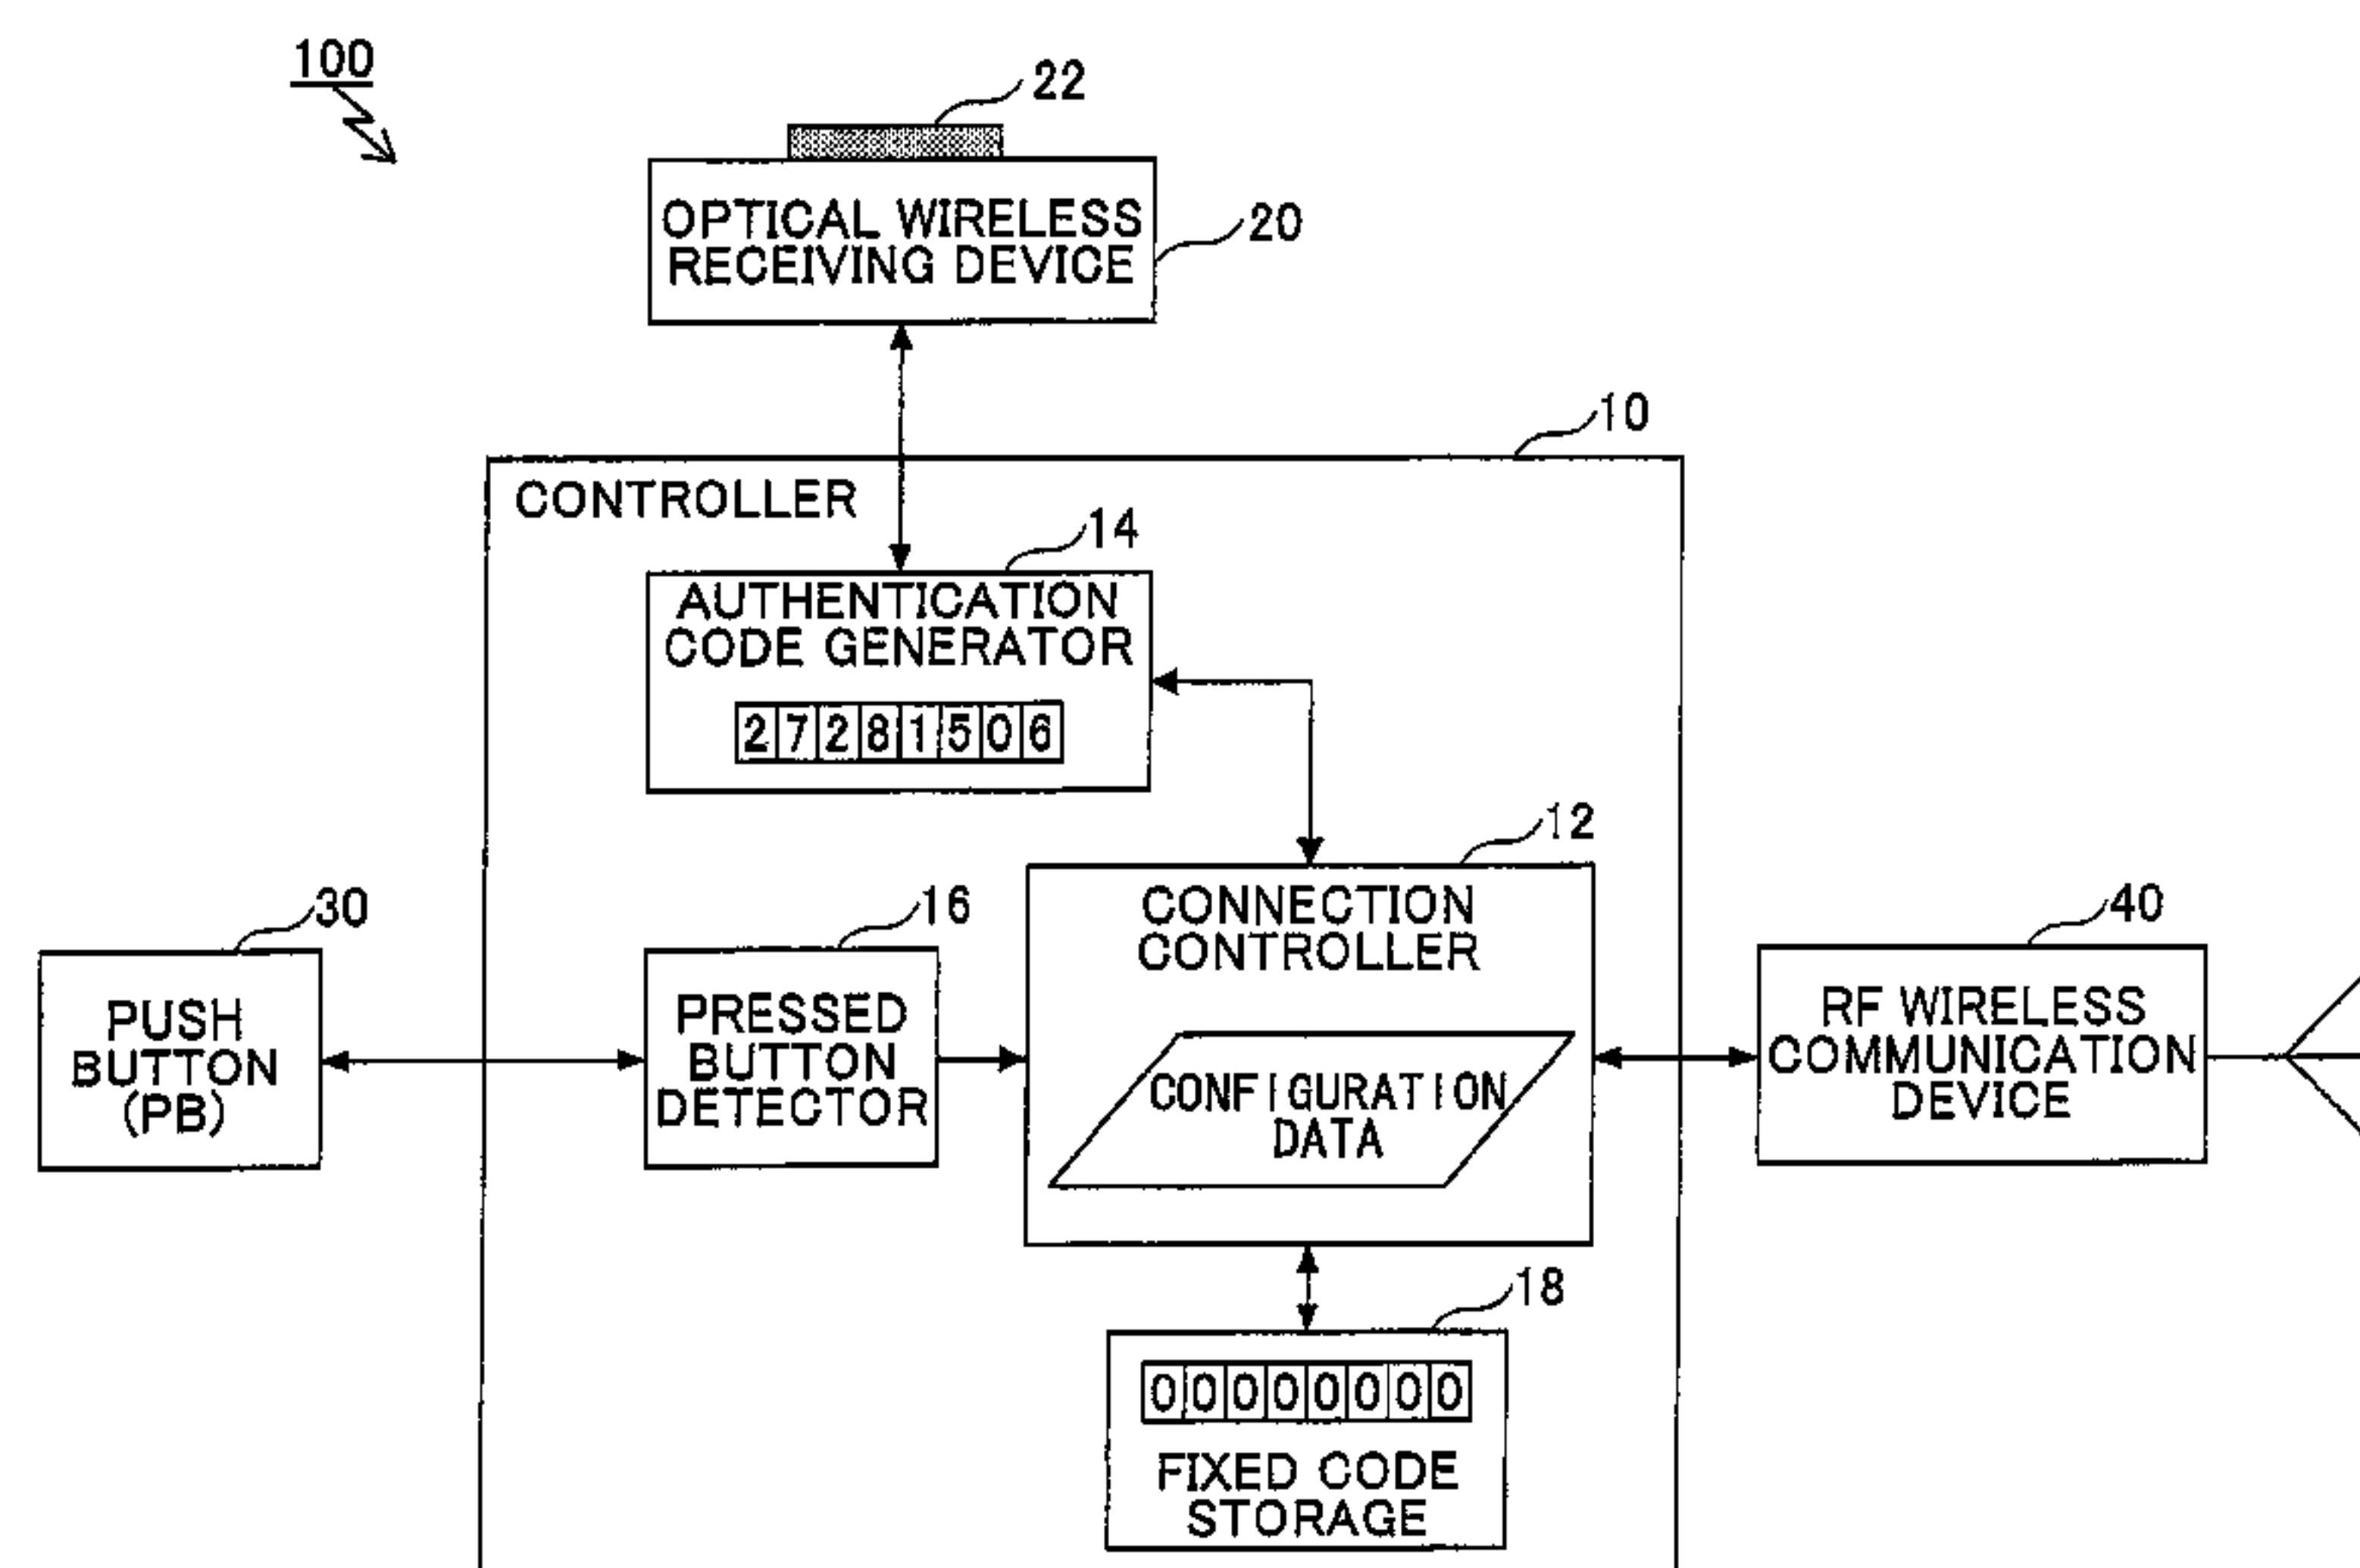 100
22
OPTICAL WIRELESS
RECEIVING DEVICE
20
10
CONTROLLER
14
AUTHENTICATION
CODE GENERATOR
27281506
12
CONNECTION
CONTROLLER
CONFIGURATION
DATA
30
PUSH
BUTTON
(PB)
16
PRESSED
BUTTON
DETECTOR
40
RF WIRELESS
COMMUNICATION
DEVICE
18
00000000
FIXED CODE
STORAGE